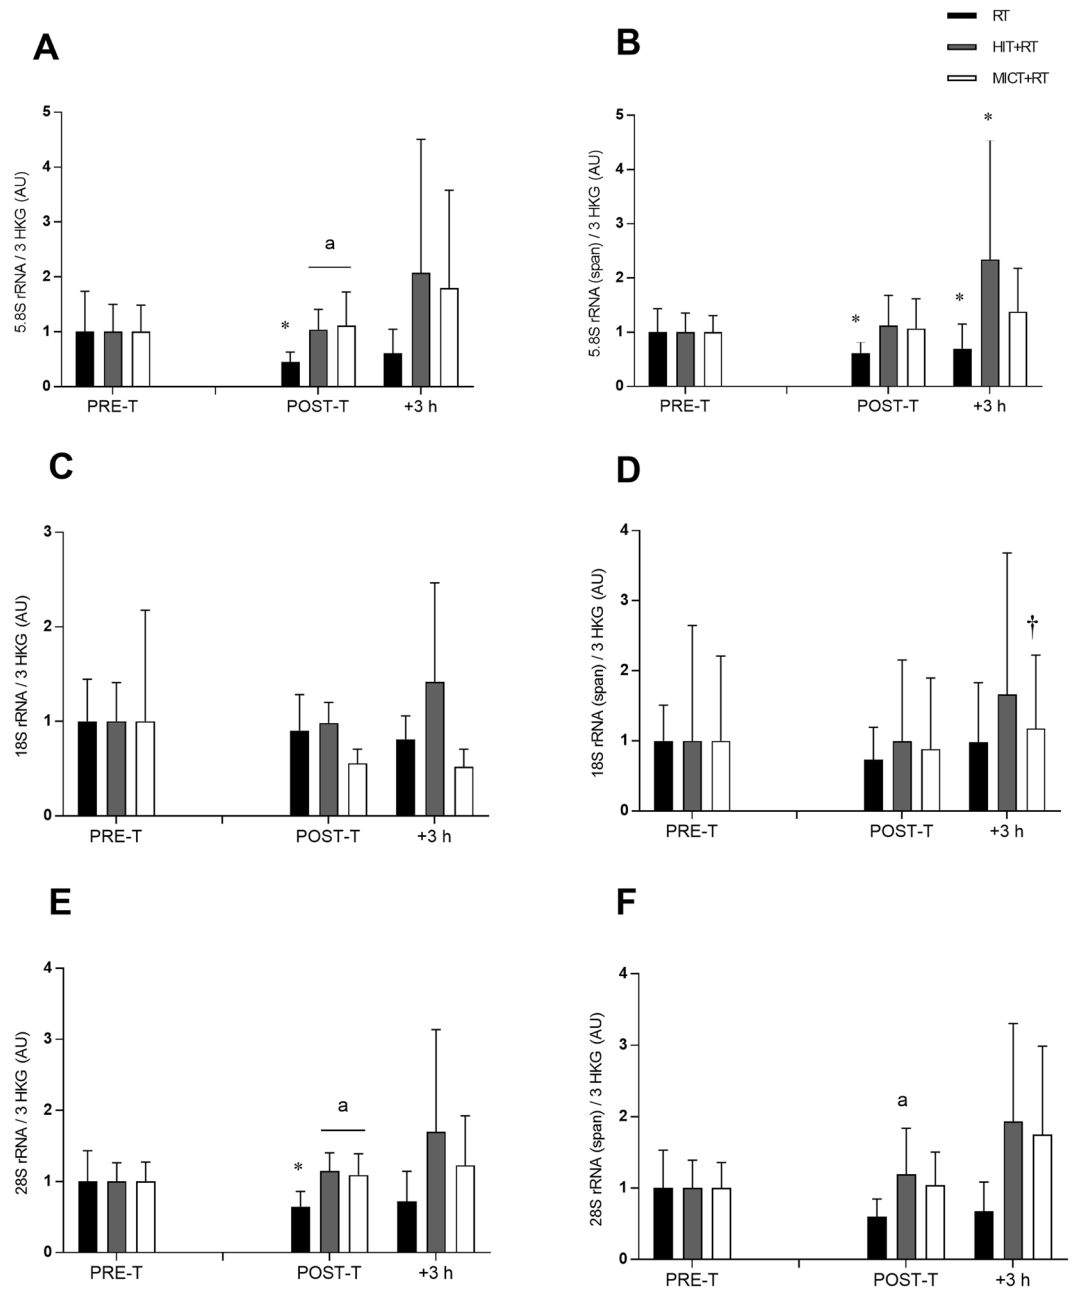 RT
HIT+RT
MICT+RT
A
5.8S rRNA / 3 HKG (AU)
5
4
3
2
1
0
a
*
PRE-T
POST-T
+3 h
B
5.8S rRNA (span) / 3 HKG (AU)
5
4
3
2
1
0
*
*
*
PRE-T
POST-T
+3 h
C
18S rRNA / 3 HKG (AU)
3
2
1
0
PRE-T
POST-T
+3 h
D
18S rRNA (span) / 3 HKG (AU)
4
3
2
1
0
†
PRE-T
POST-T
+3 h
E
28S rRNA / 3 HKG (AU)
4
3
2
1
0
a
*
PRE-T
POST-T
+3 h
F
28S rRNA (span) / 3 HKG (AU)
4
3
2
1
0
a
PRE-T
POST-T
+3 h